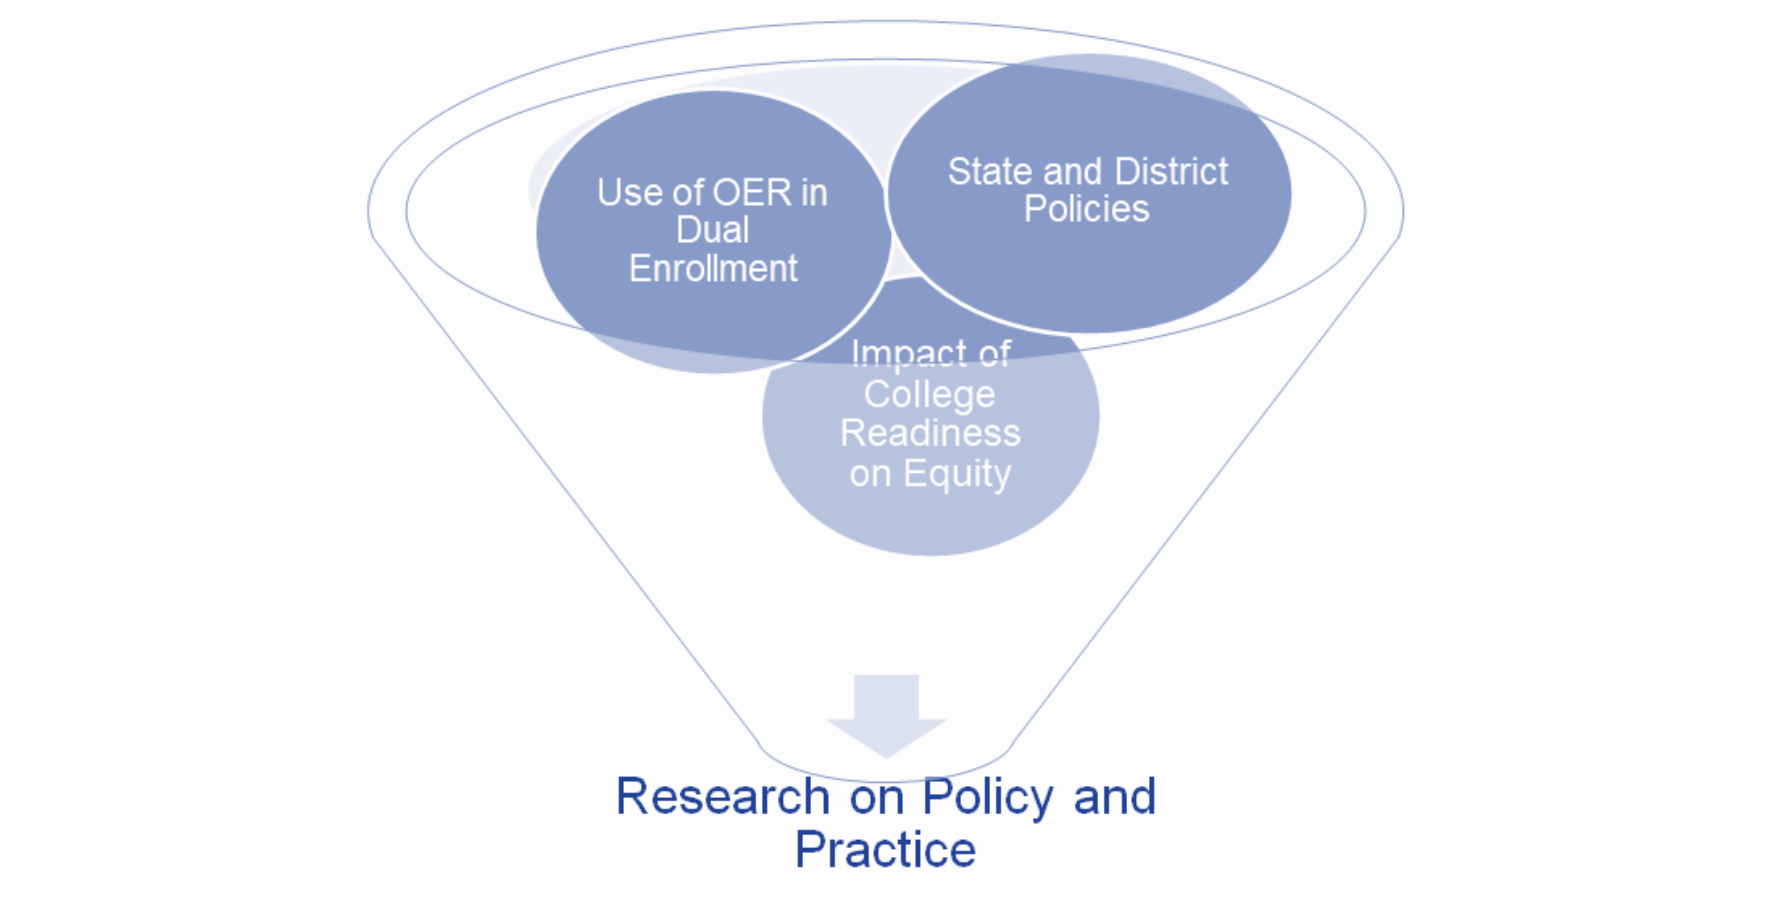 Use of OER in
Dual
Enrollment
State and District
Policies
Impact of
College
Readiness
on Equity
Research on Policy and
Practice